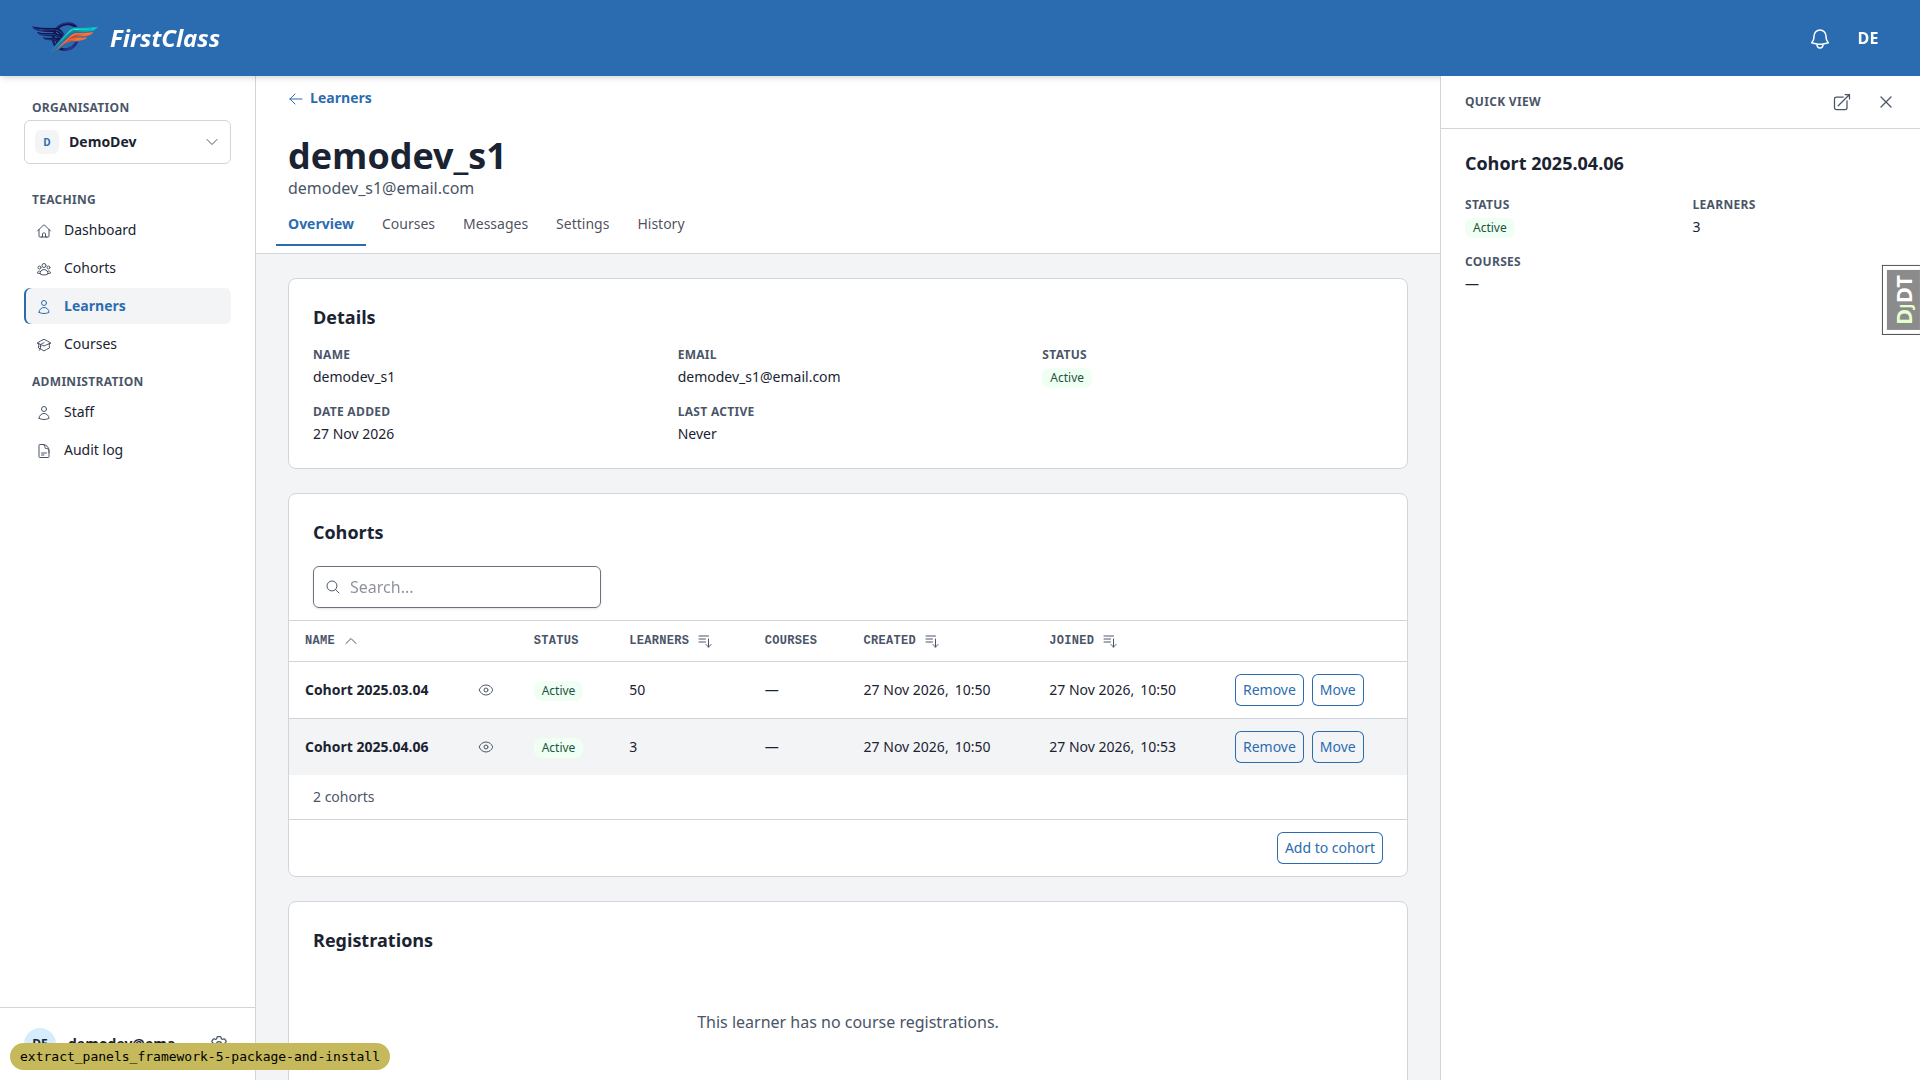 FirstClass
DE
ORGANISATION
D DemoDev
TEACHING
Dashboard
Cohorts
Learners
Courses
ADMINISTRATION
Staff
Audit log
extract_panels_framework-5-package-and-install
Learners
demodev_s1
demodev_s1@email.com
Overview Courses Messages Settings History
Details
NAME EMAIL STATUS
demodev_s1 demodev_s1@email.com Active
DATE ADDED LAST ACTIVE
27 Nov 2026 Never
Cohorts
Search...
NAME STATUS LEARNERS COURSES CREATED JOINED
Cohort 2025.03.04 Active 50 — 27 Nov 2026, 10:50 27 Nov 2026, 10:50 Remove Move
Cohort 2025.04.06 Active 3 — 27 Nov 2026, 10:50 27 Nov 2026, 10:53 Remove Move
2 cohorts
Add to cohort
Registrations
This learner has no course registrations.
QUICK VIEW
Cohort 2025.04.06
STATUS LEARNERS
Active 3
COURSES
—
DjDT